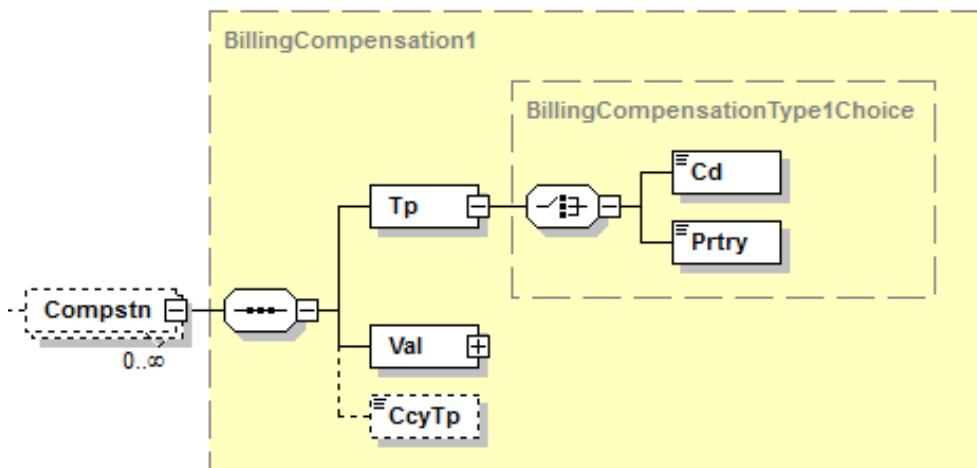 BillingCompensation1
BillingCompensationType1Choice
Cd
Tp
Prtry
Compstn
0..∞
Val
CcyTp